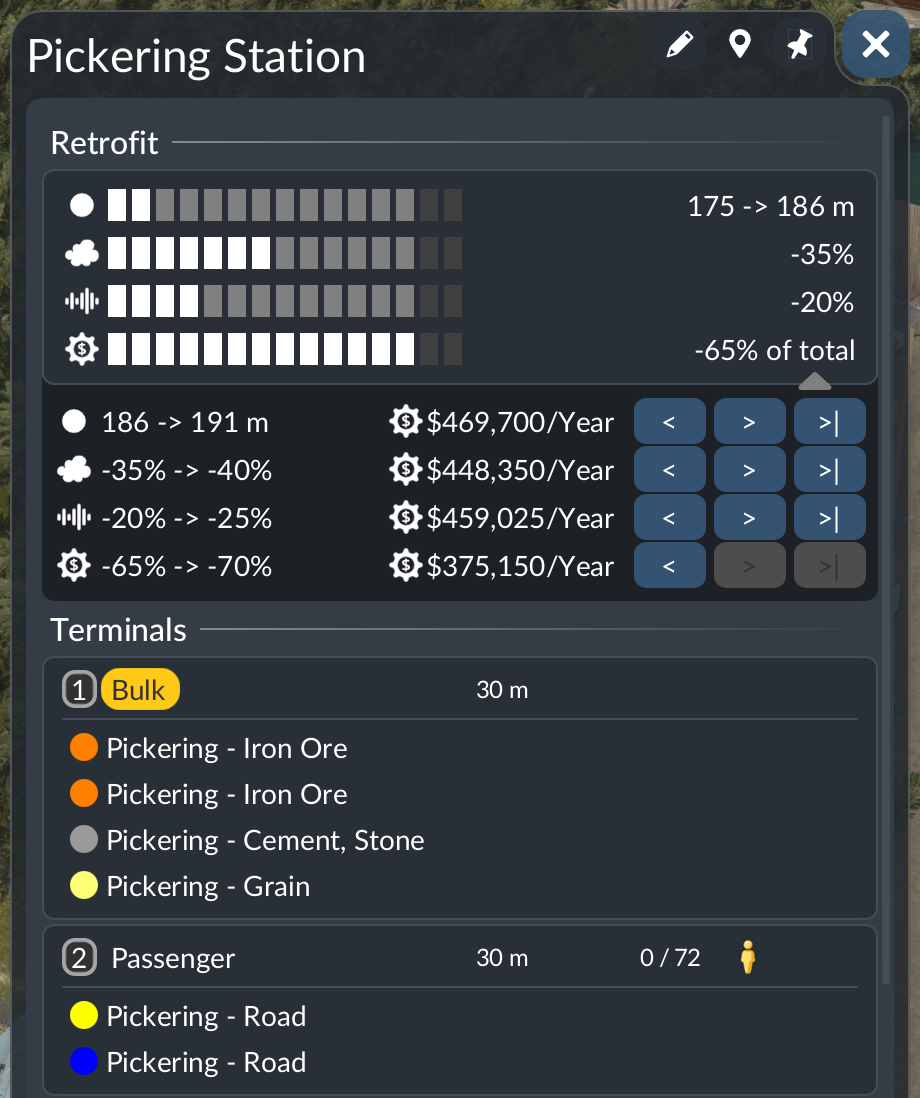 Pickering Station
Retrofit
175 -> 186 m
-35%
-20%
-65% of total
186 -> 191 m $469,700/Year < > >|
-35% -> -40% $448,350/Year < > >|
-20% -> -25% $459,025/Year < > >|
-65% -> -70% $375,150/Year < > >|
Terminals
1 Bulk 30 m
Pickering - Iron Ore
Pickering - Iron Ore
Pickering - Cement, Stone
Pickering - Grain
2 Passenger 30 m 0 / 72
Pickering - Road
Pickering - Road